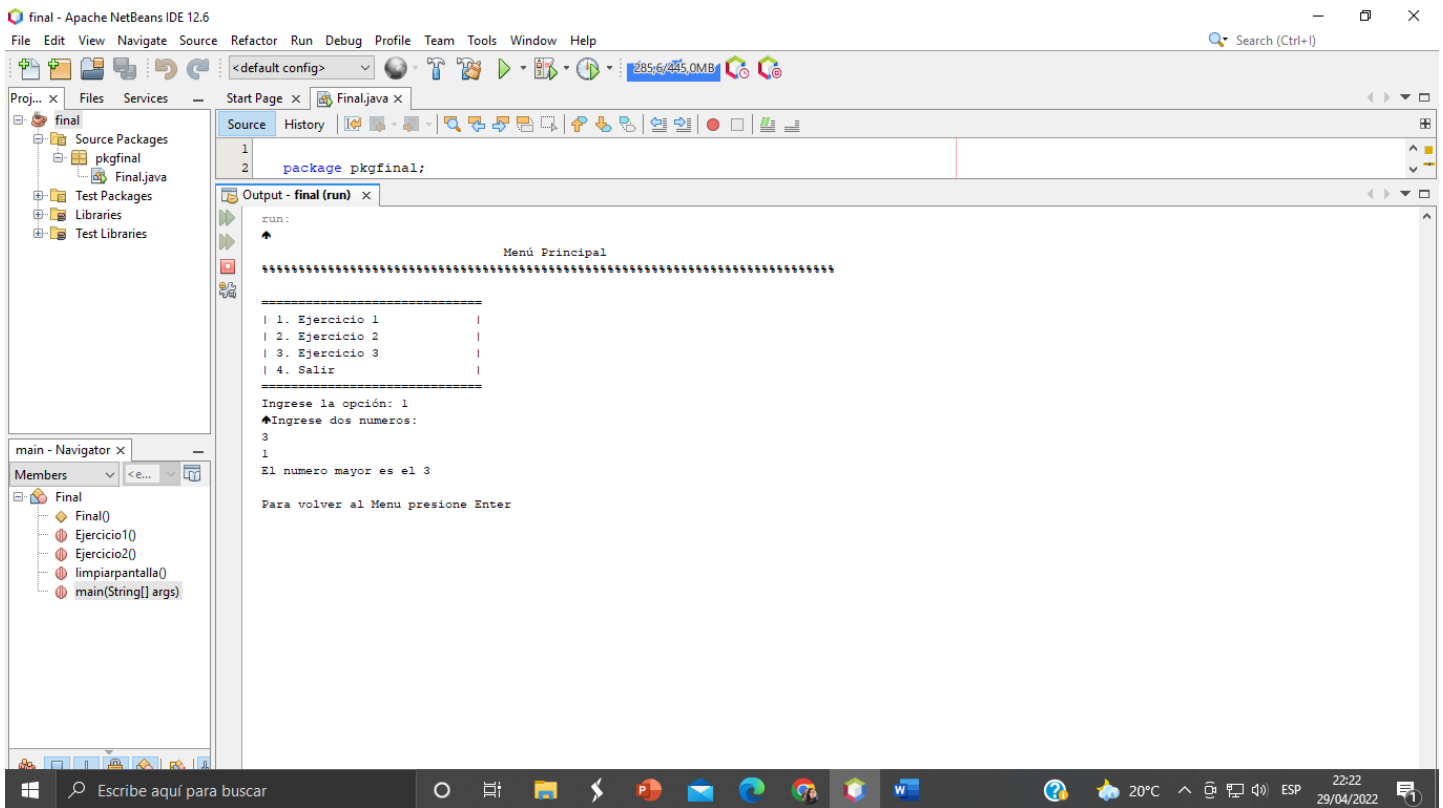 final - Apache NetBeans IDE 12.6
File Edit View Navigate Source Refactor Run Debug Profile Team Tools Window Help
Search (Ctrl+I)
<default config>
285,6/445,0MB
Proj... Files Services
Start Page Final.java
final
Source Packages
pkgfinal
Final.java
Test Packages
Libraries
Test Libraries
Source History
1
2 package pkgfinal;
Output - final (run)
run:
Menú Principal
%%%%%%%%%%%%%%%%%%%%%%%%%%%%%%%%%%%%%%%%%%%%%%%%%%%%%%%%%%%%%%%%%%%%%%%%%%%%%%%%
==============================
| 1. Ejercicio 1 |
| 2. Ejercicio 2 |
| 3. Ejercicio 3 |
| 4. Salir |
==============================
Ingrese la opción: 1
Ingrese dos numeros:
3
1
El numero mayor es el 3
Para volver al Menu presione Enter
main - Navigator
Members
<e...
Final
Final()
Ejercicio1()
Ejercicio2()
limpiarpantalla()
main(String[] args)
Escribe aquí para buscar
20°C
ESP
22:22
29/04/2022